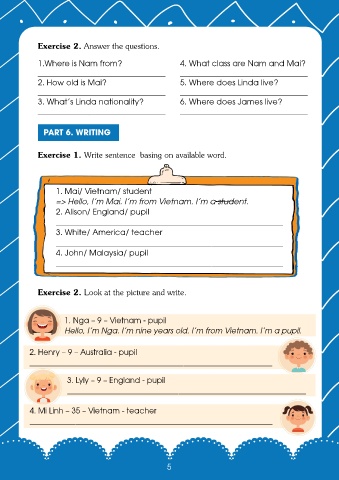 Exercise 2. Answer the questions.
1.Where is Nam from?
4. What class are Nam and Mai?
2. How old is Mai?
5. Where does Linda live?
3. What's Linda nationality?
6. Where does James live?
PART 6. WRITING
Exercise 1. Write sentence basing on available word.
1. Mai/ Vietnam/ student
=> Hello, I'm Mai. I'm from Vietnam. I'm a student.
2. Alison/ England/ pupil
3. White/ America/ teacher
4. John/ Malaysia/ pupil
Exercise 2. Look at the picture and write.
1. Nga – 9 – Vietnam - pupil
Hello, I'm Nga. I'm nine years old. I'm from Vietnam. I'm a pupil.
2. Henry – 9 – Australia - pupil
3. Lyly – 9 – England - pupil
4. Mi Linh – 35 – Vietnam - teacher
5